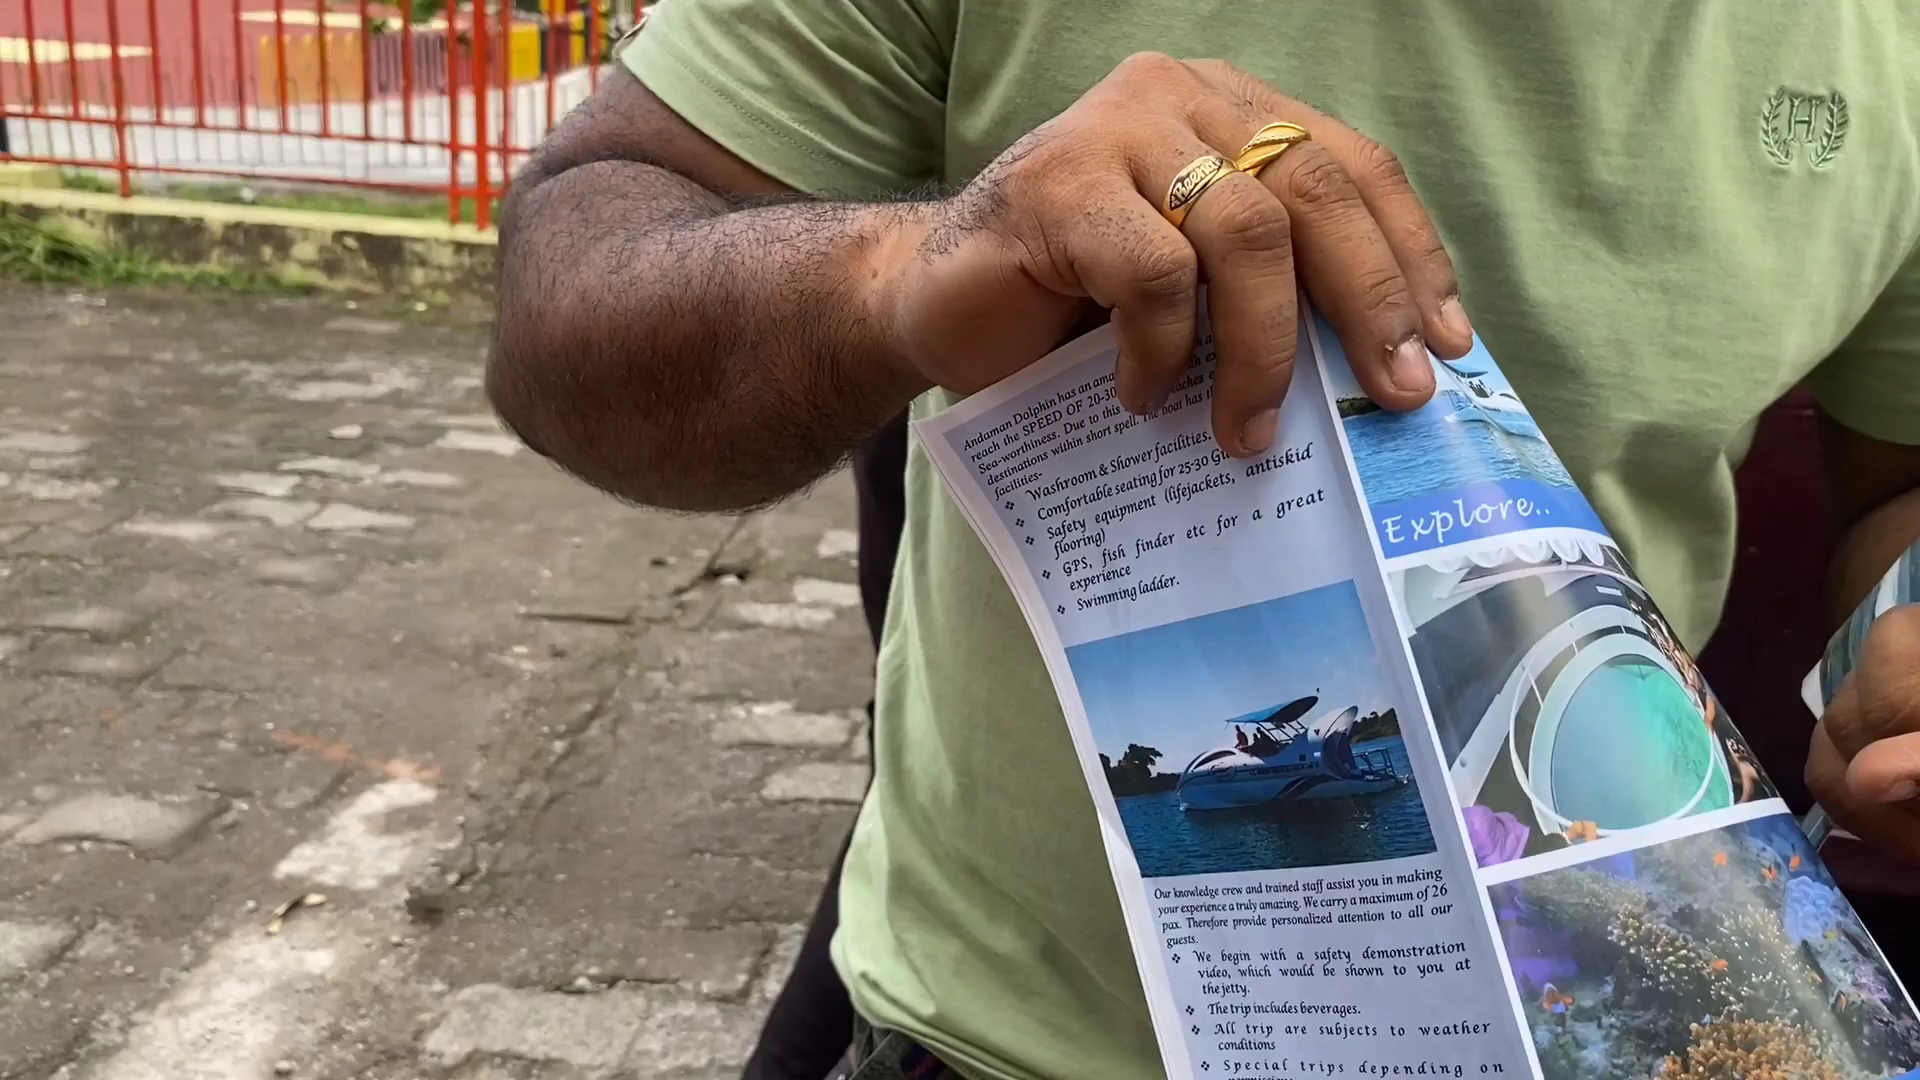 H
Reena
Andaman Dolphin has an
reach the SPEED OF 20-30
Sea-worthiness. Due to this
destinations within short spell. The boat has
facilities-
❖ Washroom & Shower facilities.
❖ Comfortable seating for 25-30
❖ Safety equipment (lifejackets, antiskid
flooring)
❖ GPS, fish finder etc for a great
experience
❖ Swimming ladder.
Our knowledge crew and trained staff assist you in making
your experience a truly amazing. We carry a maximum of 26
pax. Therefore provide personalized attention to all our
guests.
❖ We begin with a safety demonstration
video, which would be shown to you at
the jetty.
❖ The trip includes beverages.
❖ All trip are subjects to weather
conditions
❖ Special trips depending on
Explore..